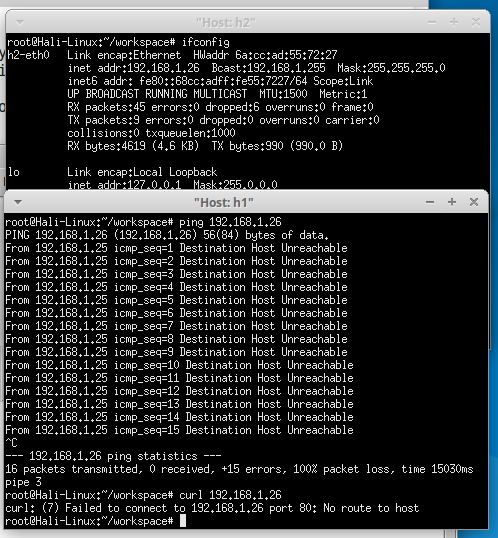 "Host: h2"
root@Hali-Linux:~/workspace# ifconfig
h2-eth0   Link encap:Ethernet  HWaddr 6a:cc:ad:55:72:27
          inet addr:192.168.1.26  Bcast:192.168.1.255  Mask:255.255.255.0
          inet6 addr: fe80::68cc:adff:fe55:7227/64 Scope:Link
          UP BROADCAST RUNNING MULTICAST  MTU:1500  Metric:1
          RX packets:45 errors:0 dropped:6 overruns:0 frame:0
          TX packets:9 errors:0 dropped:0 overruns:0 carrier:0
          collisions:0 txqueuelen:1000
          RX bytes:4619 (4.6 KB)  TX bytes:990 (990.0 B)
lo        Link encap:Local Loopback
          inet addr:127.0.0.1  Mask:255.0.0.0
"Host: h1"
root@Hali-Linux:~/workspace# ping 192.168.1.26
PING 192.168.1.26 (192.168.1.26) 56(84) bytes of data.
From 192.168.1.25 icmp_seq=1 Destination Host Unreachable
From 192.168.1.25 icmp_seq=2 Destination Host Unreachable
From 192.168.1.25 icmp_seq=3 Destination Host Unreachable
From 192.168.1.25 icmp_seq=4 Destination Host Unreachable
From 192.168.1.25 icmp_seq=5 Destination Host Unreachable
From 192.168.1.25 icmp_seq=6 Destination Host Unreachable
From 192.168.1.25 icmp_seq=7 Destination Host Unreachable
From 192.168.1.25 icmp_seq=8 Destination Host Unreachable
From 192.168.1.25 icmp_seq=9 Destination Host Unreachable
From 192.168.1.25 icmp_seq=10 Destination Host Unreachable
From 192.168.1.25 icmp_seq=11 Destination Host Unreachable
From 192.168.1.25 icmp_seq=12 Destination Host Unreachable
From 192.168.1.25 icmp_seq=13 Destination Host Unreachable
From 192.168.1.25 icmp_seq=14 Destination Host Unreachable
From 192.168.1.25 icmp_seq=15 Destination Host Unreachable
^C
--- 192.168.1.26 ping statistics ---
16 packets transmitted, 0 received, +15 errors, 100% packet loss, time 15030ms
pipe 3
root@Hali-Linux:~/workspace# curl 192.168.1.26
curl: (7) Failed to connect to 192.168.1.26 port 80: No route to host
root@Hali-Linux:~/workspace#